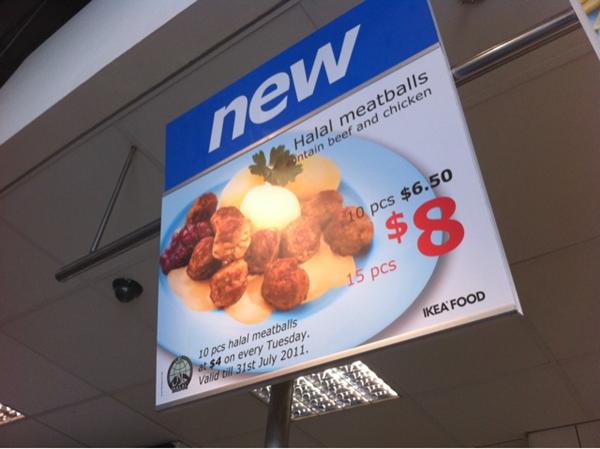 new
Halal meatballs
contain beef and chicken
10 pcs $6.50
$8
15 pcs
10 pcs halal meatballs
at $4 on every Tuesday.
Valid till 31st July 2011.
IKEA FOOD